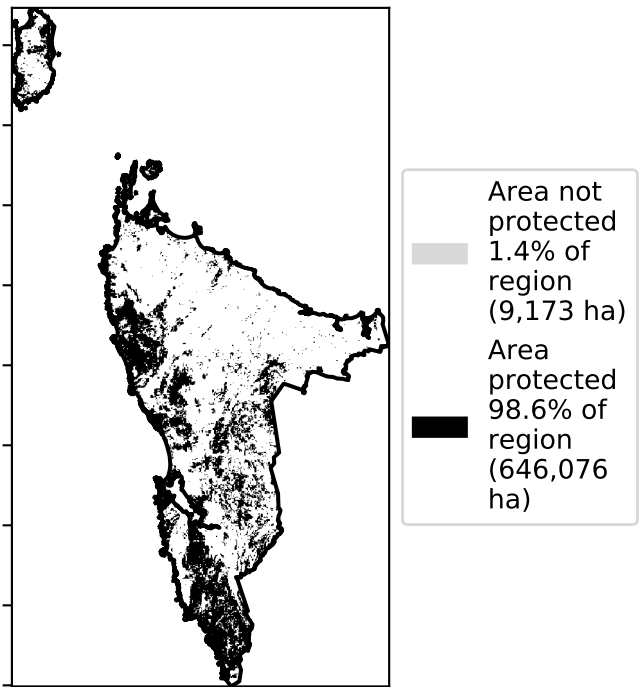 Area not
protected
1.4% of
region
(9,173 ha)
Area
protected
98.6% of
region
(646,076
ha)